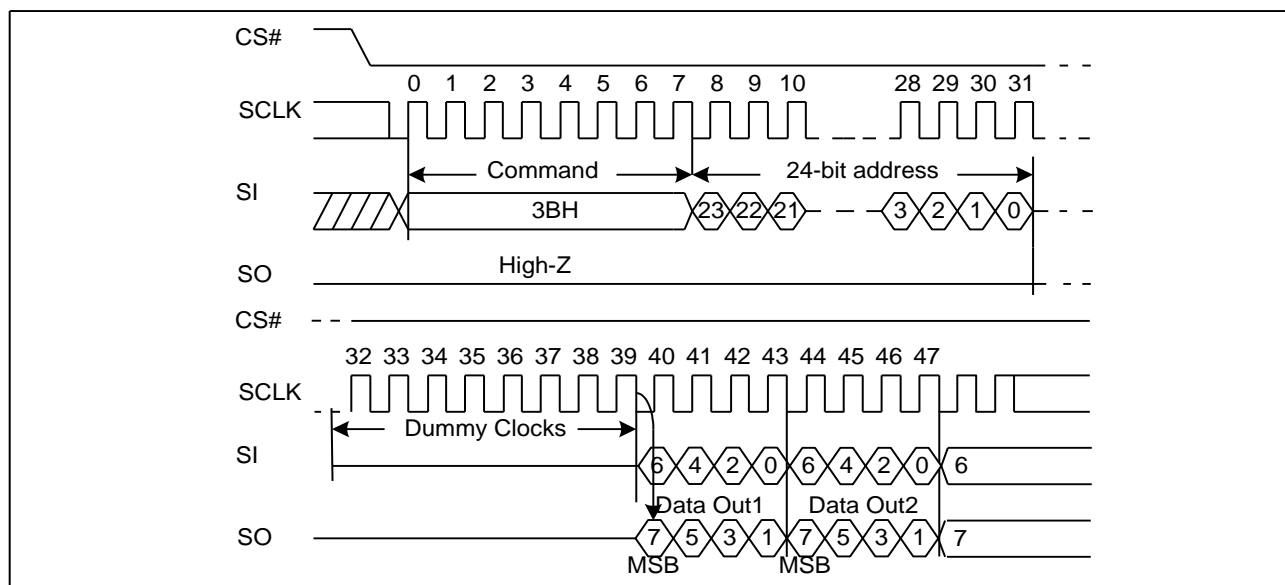 CS#
0 1 2 3 4 5 6 7 8 9 10 28 29 30 31
SCLK
Command 24-bit address
SI
3BH 23 22 21 3 2 1 0
High-Z
SO
CS#
32 33 34 35 36 37 38 39 40 41 42 43 44 45 46 47
SCLK
Dummy Clocks
SI
6 4 2 0 6 4 2 0 6
Data Out1 Data Out2
SO
7 5 3 1 7 5 3 1 7
MSB MSB